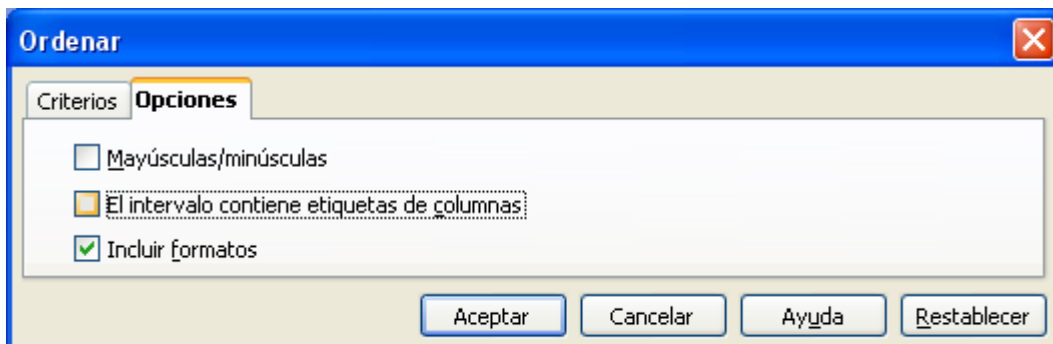 Ordenar
Criterios Opciones
Mayúsculas/minúsculas
El intervalo contiene etiquetas de columnas
Incluir formatos
Aceptar Cancelar Ayuda Restablecer